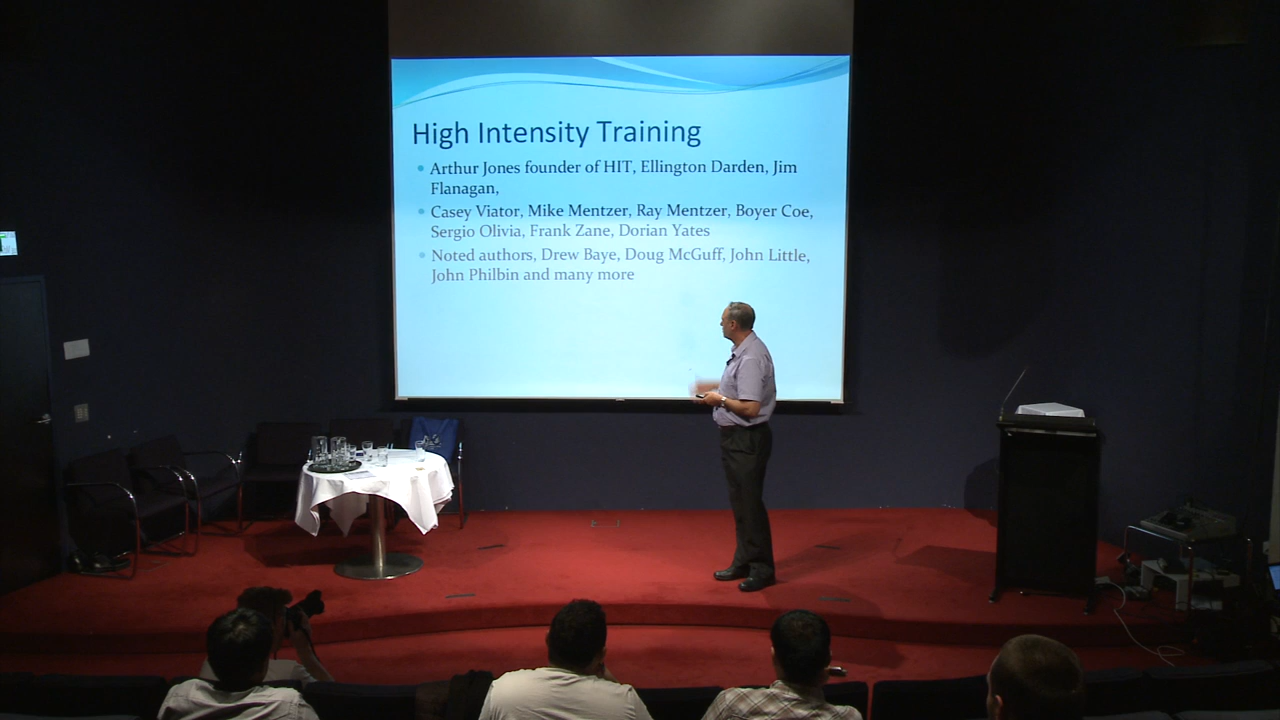 High Intensity Training
Arthur Jones founder of HIT, Ellington Darden, Jim
Flanagan,
Casey Viator, Mike Mentzer, Ray Mentzer, Boyer Coe,
Sergio Olivia, Frank Zane, Dorian Yates
Noted authors, Drew Baye, Doug McGuff, John Little,
John Philbin and many more